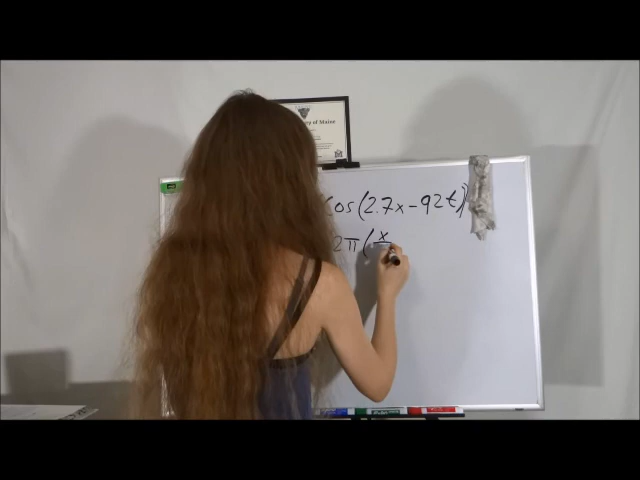 of Maine
cos(2.7x-92t)
2π(x